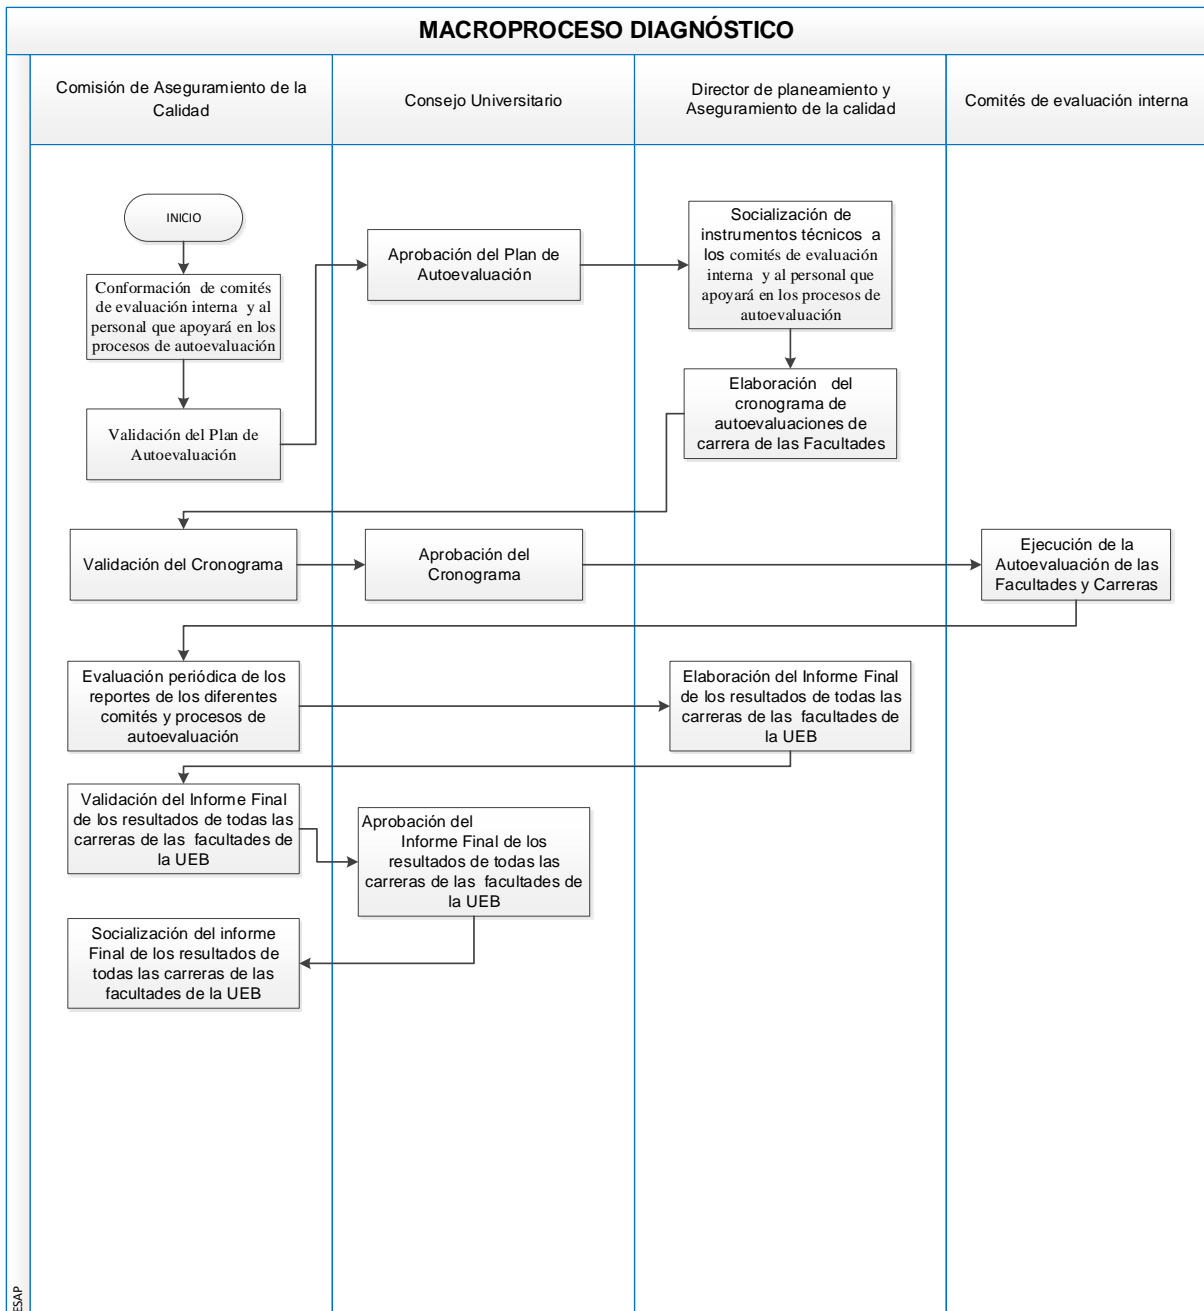 MACROPROCESO DIAGNÓSTICO
Comisión de Aseguramiento de la
Calidad
Consejo Universitario
Director de planeamiento y
Aseguramiento de la calidad
Comités de evaluación interna
INICIO
Conformación de comités
de evaluación interna y al
personal que apoyará en los
procesos de autoevaluación
Validación del Plan de
Autoevaluación
Aprobación del Plan de
Autoevaluación
Socialización de
instrumentos técnicos a
los comités de evaluación
interna y al personal que
apoyará en los procesos de
autoevaluación
Elaboración del
cronograma de
autoevaluaciones de
carrera de las Facultades
Validación del Cronograma
Aprobación del
Cronograma
Ejecución de la
Autoevaluación de las
Facultades y Carreras
Evaluación periódica de los
reportes de los diferentes
comités y procesos de
autoevaluación
Elaboración del Informe Final
de los resultados de todas las
carreras de las facultades de
la UEB
Validación del Informe Final
de los resultados de todas las
carreras de las facultades de
la UEB
Aprobación del
Informe Final de los
resultados de todas las
carreras de las facultades de
la UEB
Socialización del informe
Final de los resultados de
todas las carreras de las
facultades de la UEB
ESAP